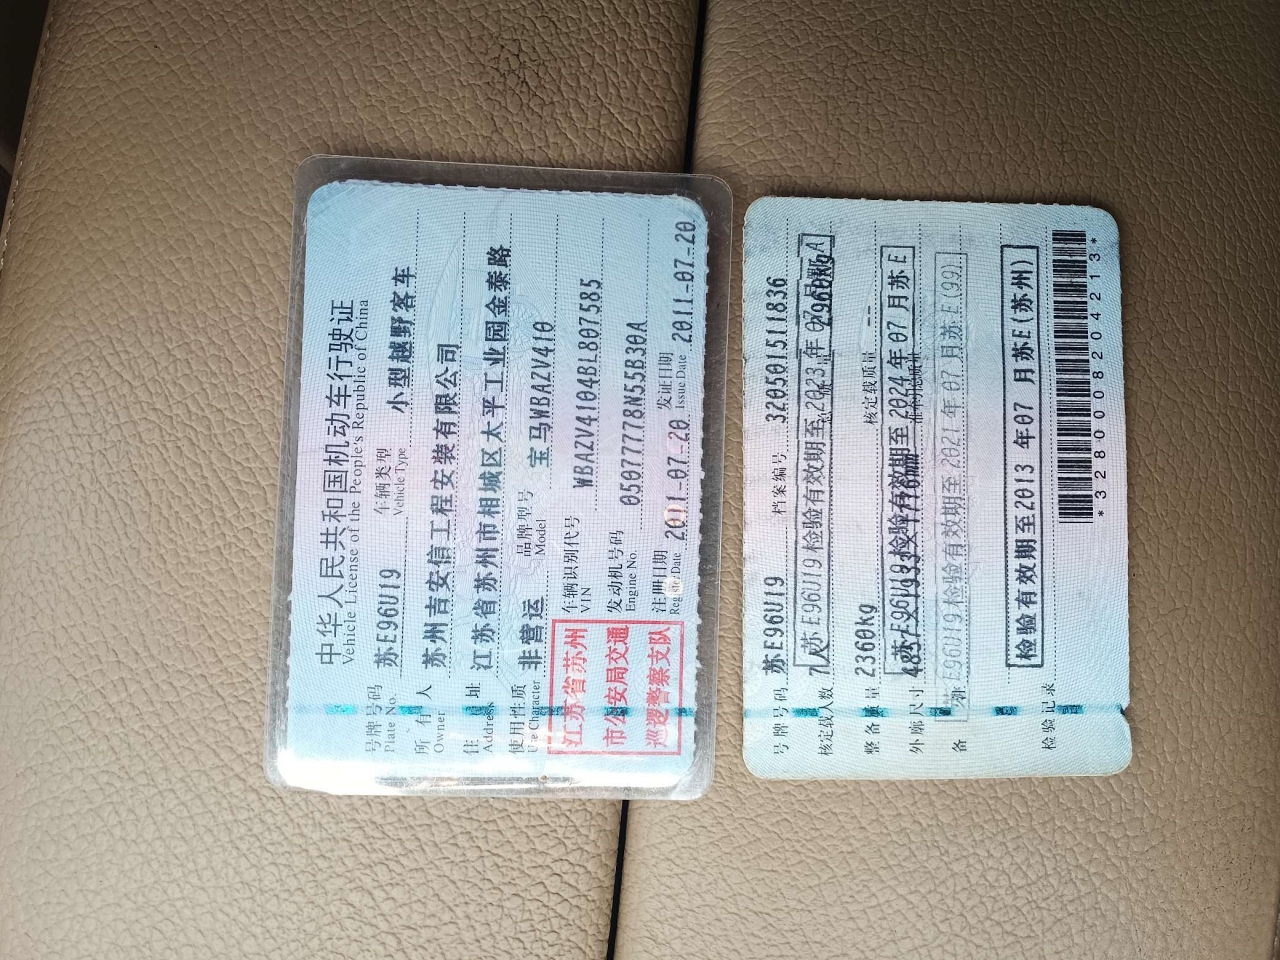 中华人民共和国机动车行驶证
Vehicle License of the People's Republic of China
号牌号码 苏E96U19 车辆类型 小型越野客车
Plate No. Vehicle Type
所有人 苏州吉安信工程安装有限公司
Owner
住址 江苏省苏州市相城区太平工业园金泰路
Address
使用性质 非营运 品牌型号 宝马WBAZV410
Use Character Model
江苏省苏州
市公安局交通
巡逻警察支队
车辆识别代号 WBAZV4104BL807585
VIN
发动机号码 05077778N55B30A
Engine No.
注册日期 2011-07-20 发证日期 2011-07-20
Register Date Issue Date
号牌号码 苏E96U19 档案编号 320501511836
核定载人数
苏E96U19检验有效期至2023年07月苏E A
整备质量 2360kg 核定载质量 --
外廓尺寸
苏E96U19检验有效期至2024年07月苏E
备
E96U19检验有效期至2021年07月苏E(99)
检验记录 检验有效期至2013年07月苏E(苏州)
*3280008204213*